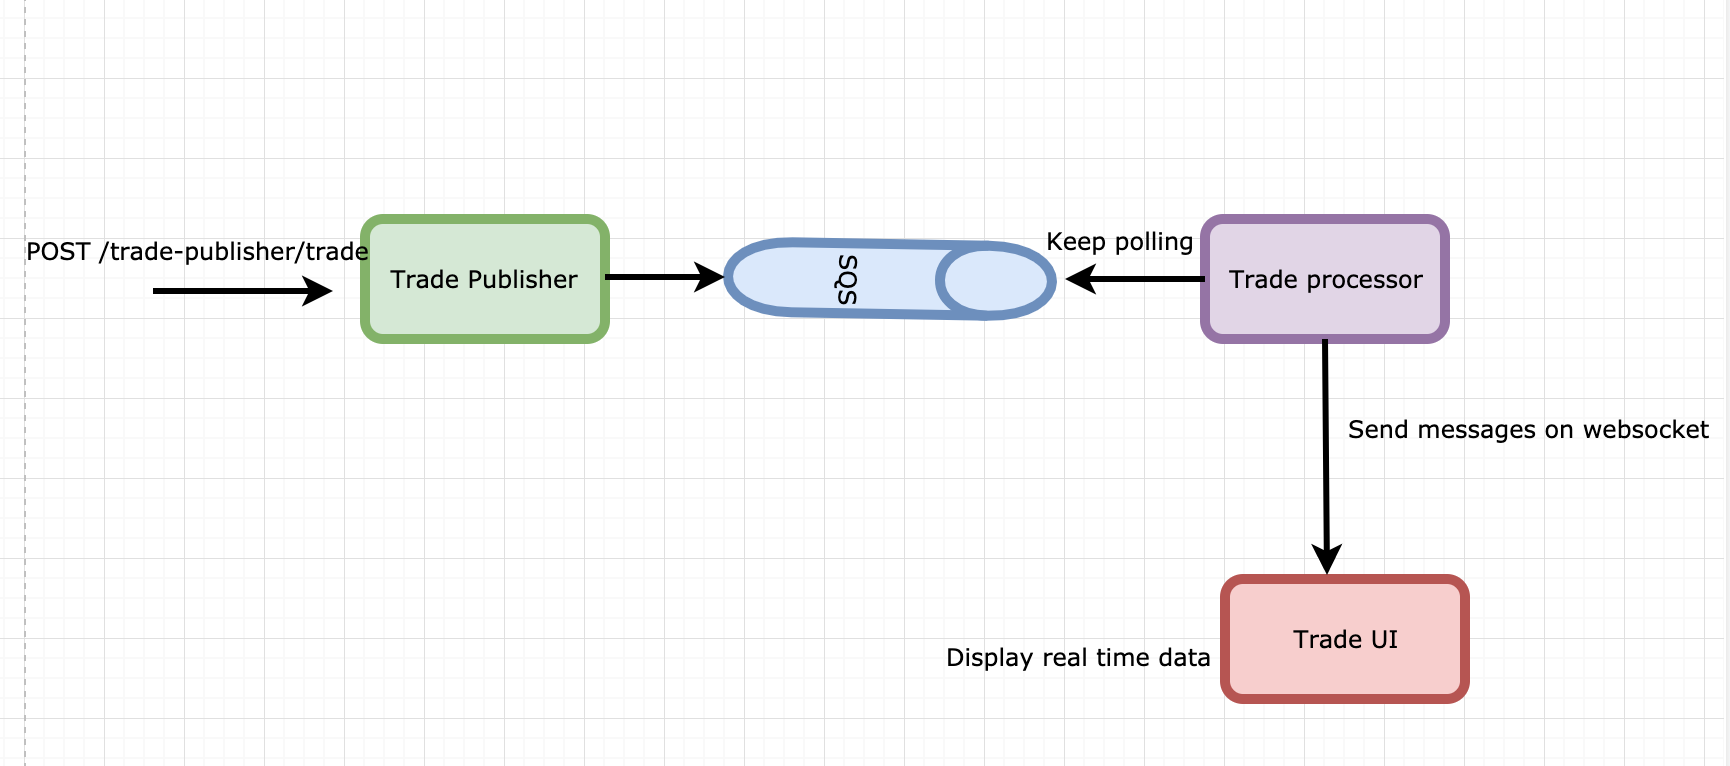 POST /trade-publisher/trade
Trade Publisher
SQS
Keep polling
Trade processor
Send messages on websocket
Trade UI
Display real time data